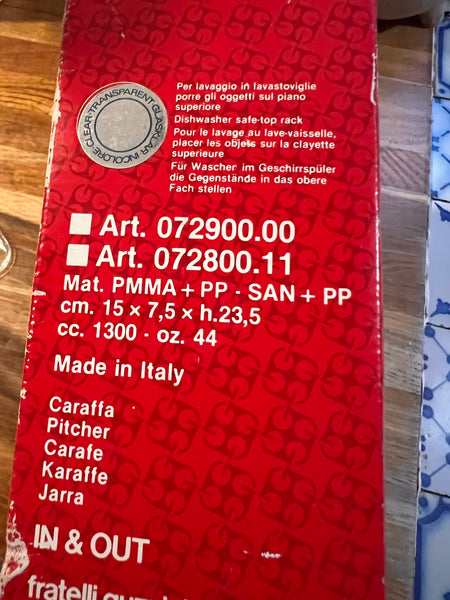 CLEAR-TRANSPARENT GLASKLAR INCOLORE
Per lavaggio in lavastoviglie
porre gli oggetti sul piano
superiore
Dishwasher safe-top rack
Pour le lavage au lave-vaisselle,
placer les objets sur la clayette
superieure
Für Wascher im Geschirrspüler
die Gegenstände in das obere
Fach stellen
Art. 072900.00
Art. 072800.11
Mat. PMMA + PP - SAN + PP
cm. 15 x 7,5 x h.23,5
cc. 1300 - oz. 44
Made in Italy
Caraffa
Pitcher
Carafe
Karaffe
Jarra
IN & OUT
fratelli